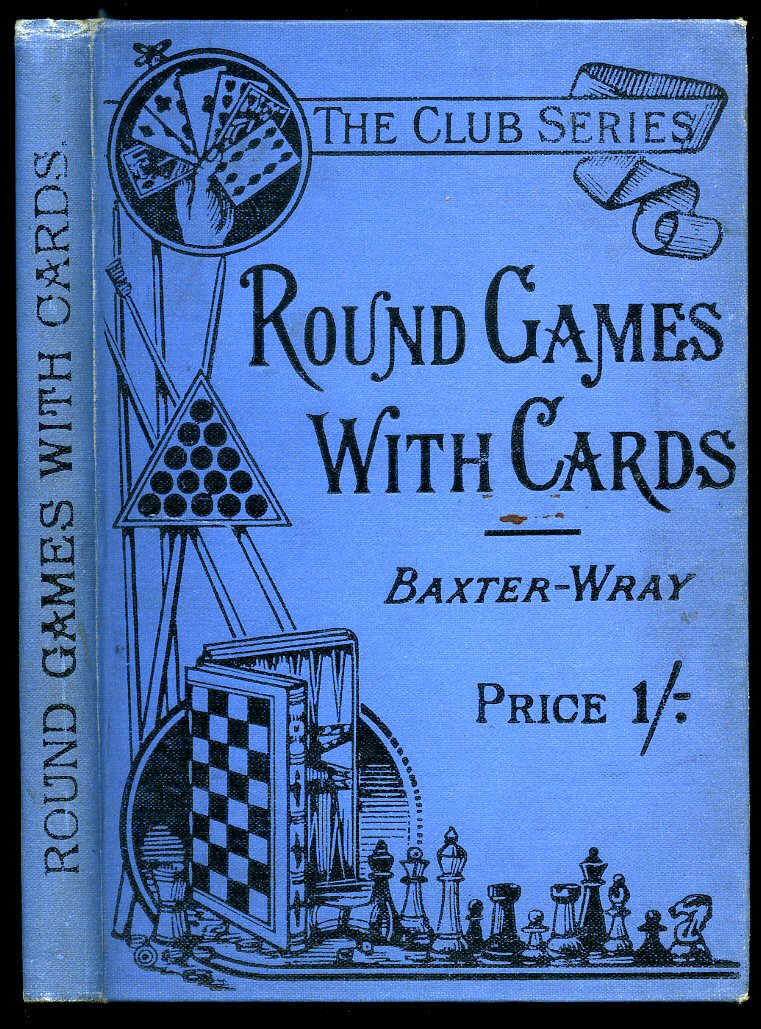 ROUND GAMES WITH CARDS.
THE CLUB SERIES
ROUND GAMES
WITH CARDS
BAXTER-WRAY
PRICE 1/-: